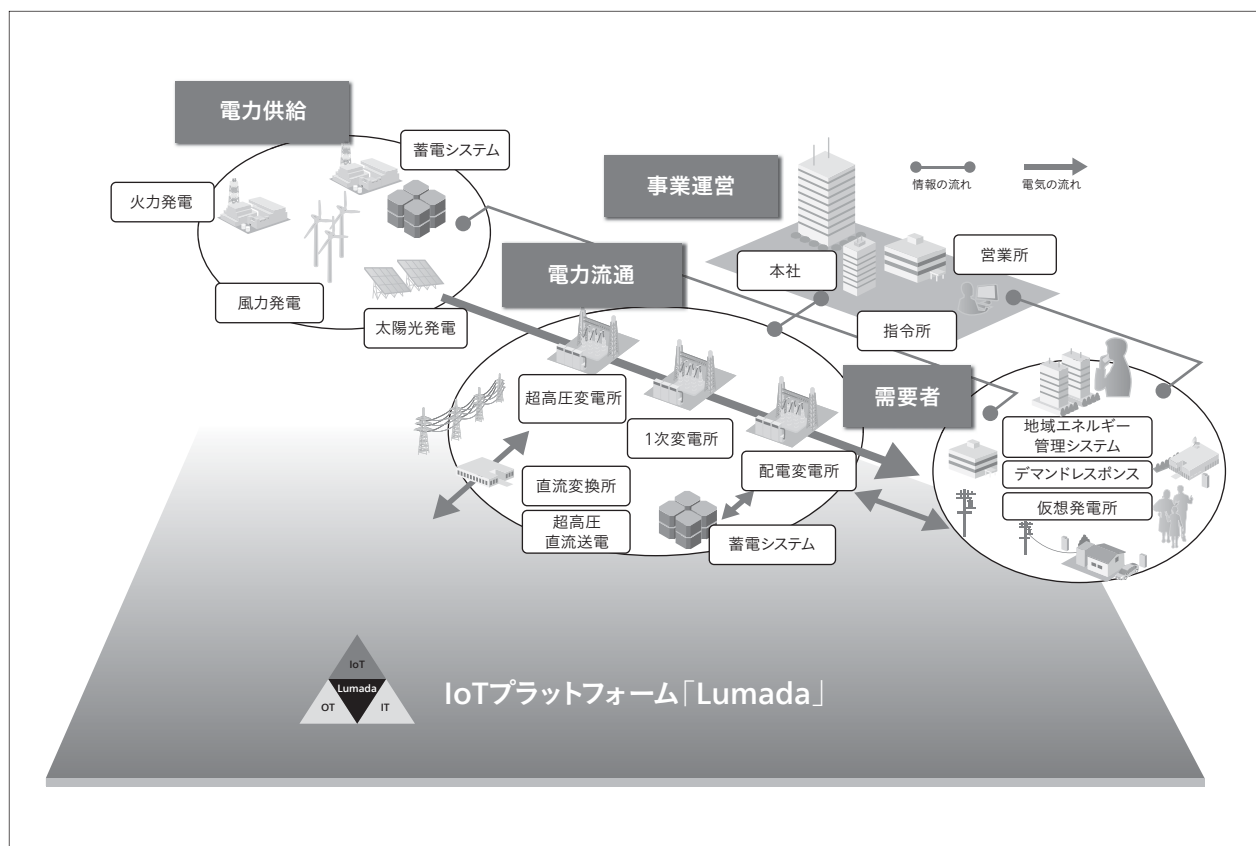 電力供給
蓄電システム
火力発電
風力発電
太陽光発電
事業運営
情報の流れ
電気の流れ
本社
営業所
指令所
電力流通
超高圧変電所
1次変電所
配電変電所
直流変換所
超高圧
直流送電
蓄電システム
需要者
地域エネルギー
管理システム
デマンドレスポンス
仮想発電所
IoT
Lumada
OT
IT
IoTプラットフォーム「Lumada」